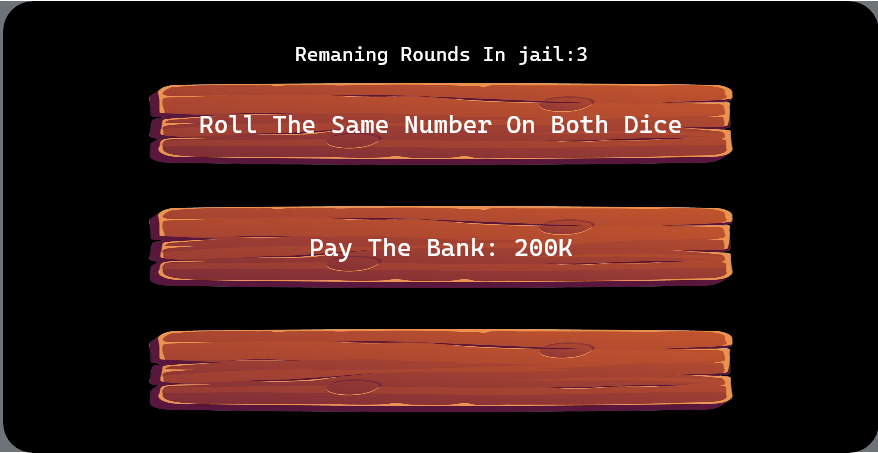 Remaning Rounds In jail:3
Roll The Same Number On Both Dice
Pay The Bank: 200K